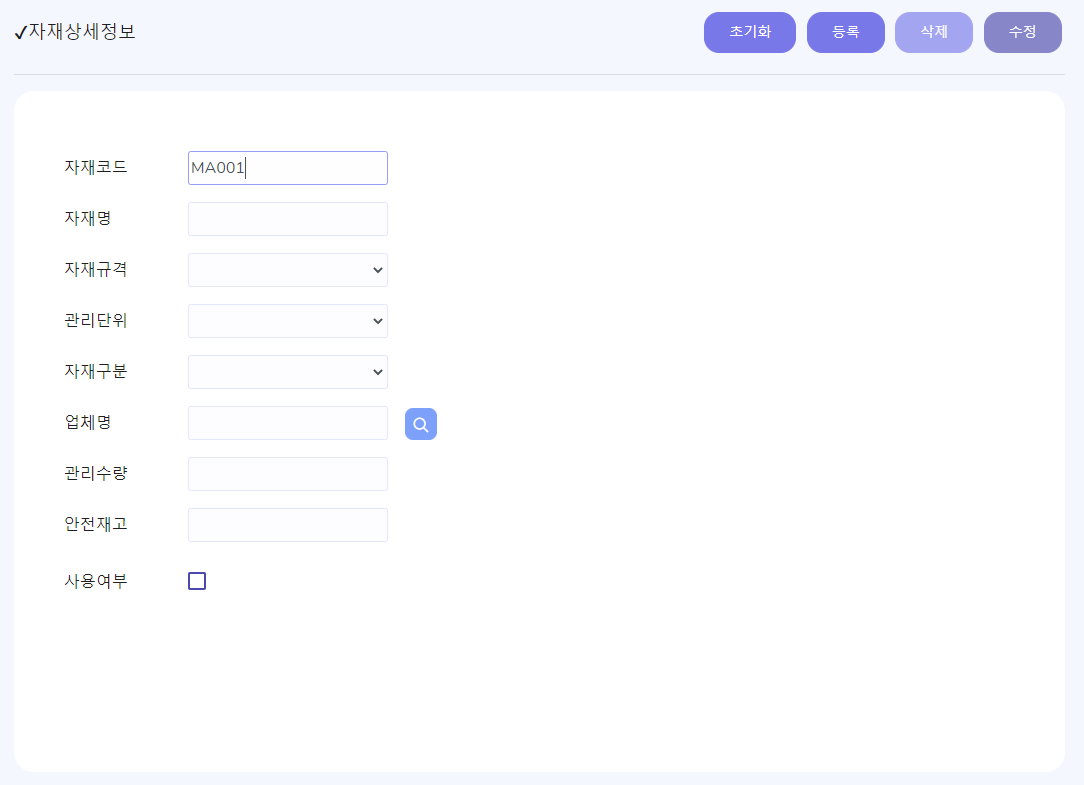 ✓자재상세정보
초기화 등록 삭제 수정
자재코드 MA001
자재명
자재규격
관리단위
자재구분
업체명
관리수량
안전재고
사용여부